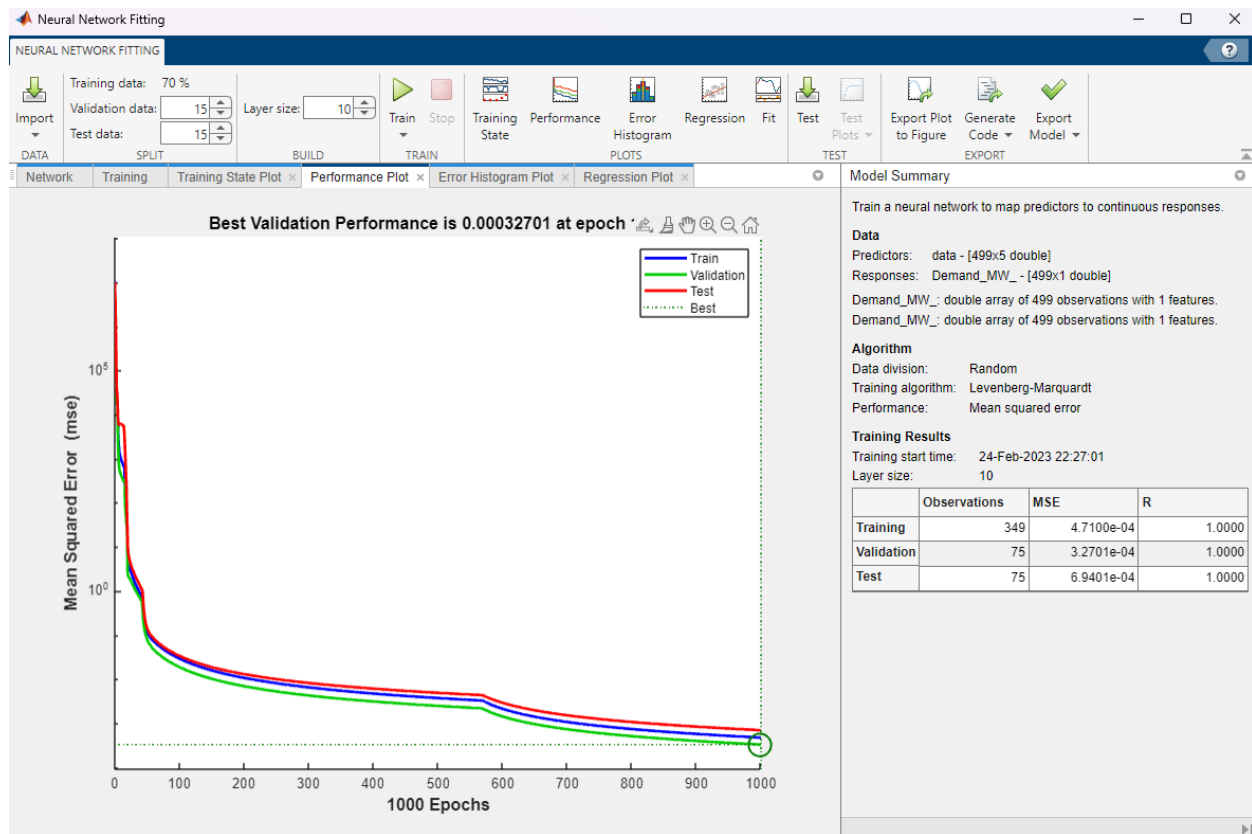 Neural Network Fitting
NEURAL NETWORK FITTING
?
Import
DATA
Training data: 70 %
Validation data: 15
Test data: 15
SPLIT
Layer size: 10
BUILD
Train
Stop
TRAIN
Training State
Performance
Error Histogram
Regression
Fit
PLOTS
Test
Test Plots
TEST
Export Plot to Figure
Generate Code
Export Model
EXPORT
Network
Training
Training State Plot
Performance Plot
Error Histogram Plot
Regression Plot
Best Validation Performance is 0.00032701 at epoch
Train
Validation
Test
Best
Mean Squared Error (mse)
10^5
10^0
0 100 200 300 400 500 600 700 800 900 1000
1000 Epochs
Model Summary
Train a neural network to map predictors to continuous responses.
Data
Predictors: data - [499x5 double]
Responses: Demand_MW_ - [499x1 double]
Demand_MW_: double array of 499 observations with 1 features.
Demand_MW_: double array of 499 observations with 1 features.
Algorithm
Data division: Random
Training algorithm: Levenberg-Marquardt
Performance: Mean squared error
Training Results
Training start time: 24-Feb-2023 22:27:01
Layer size: 10
Observations MSE R
Training 349 4.7100e-04 1.0000
Validation 75 3.2701e-04 1.0000
Test 75 6.9401e-04 1.0000